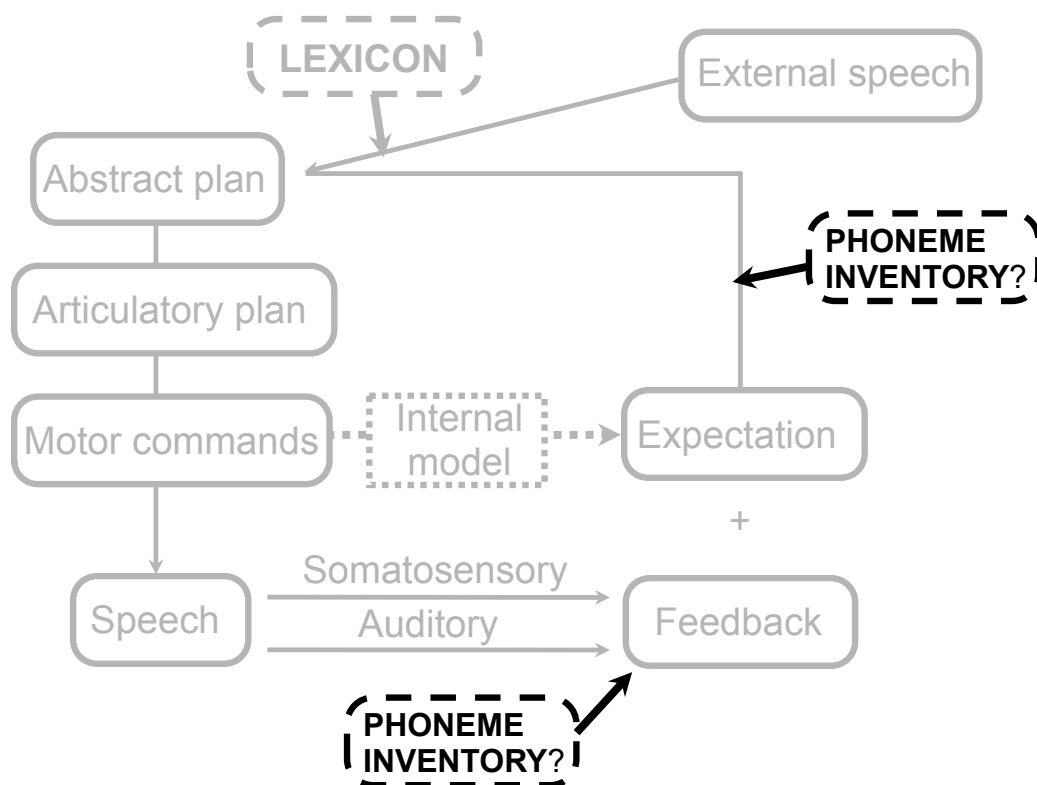 LEXICON
External speech
Abstract plan
PHONEME
INVENTORY?
Articulatory plan
Motor commands
Internal
model
Expectation
+
Somatosensory
Speech
Auditory
Feedback
PHONEME
INVENTORY?